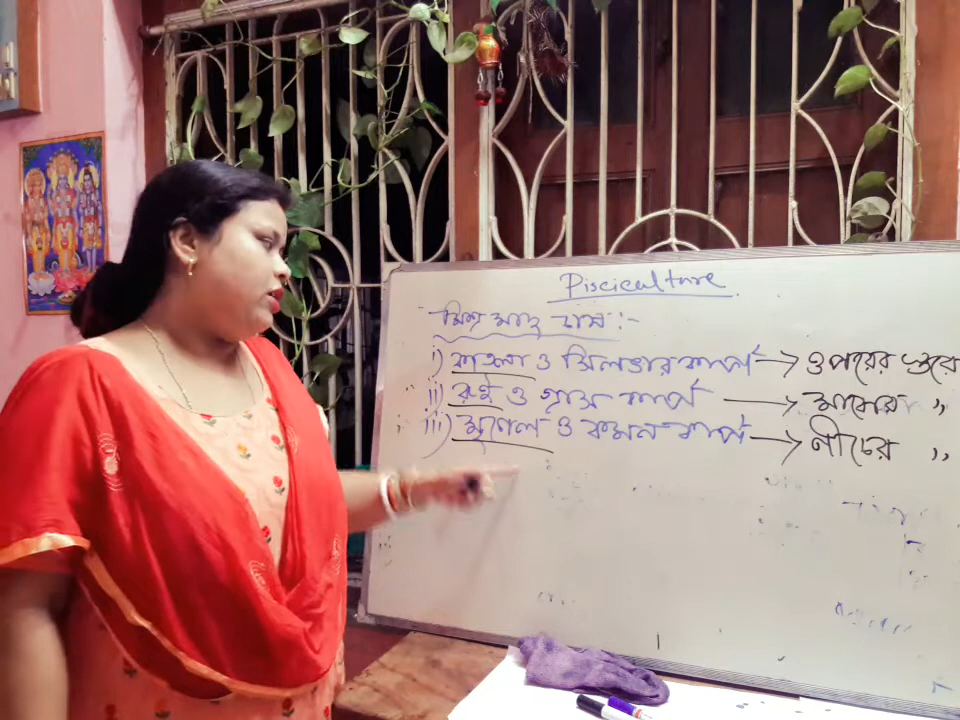 Pisciculture
মিশ্র মাছ চাষ :-
i) কাতলা ও সিলভার কার্প → ওপরের স্তরে
ii) রুই ও গ্রাস কার্প → মাঝের ,,
iii) মৃগেল ও কমন কার্প → নীচের ,,